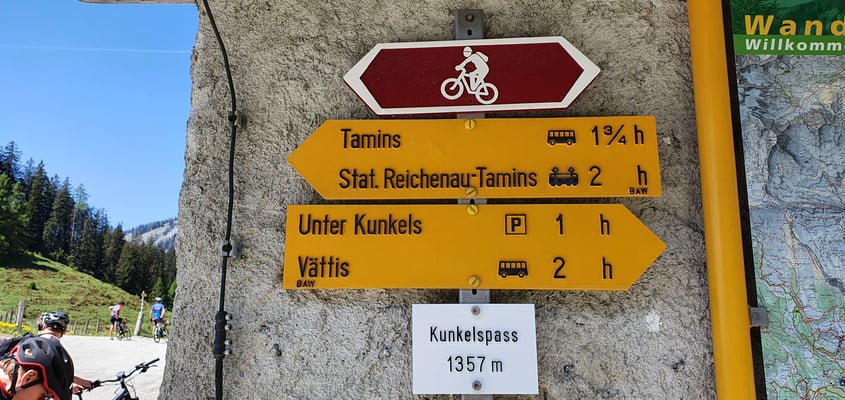 Wand
Willkomm
Tamins 1¾ h
Stat. Reichenau-Tamins 2 h
BAW
Unter Kunkels P 1 h
Vättis 2 h
BAW
Kunkelspass
1357 m